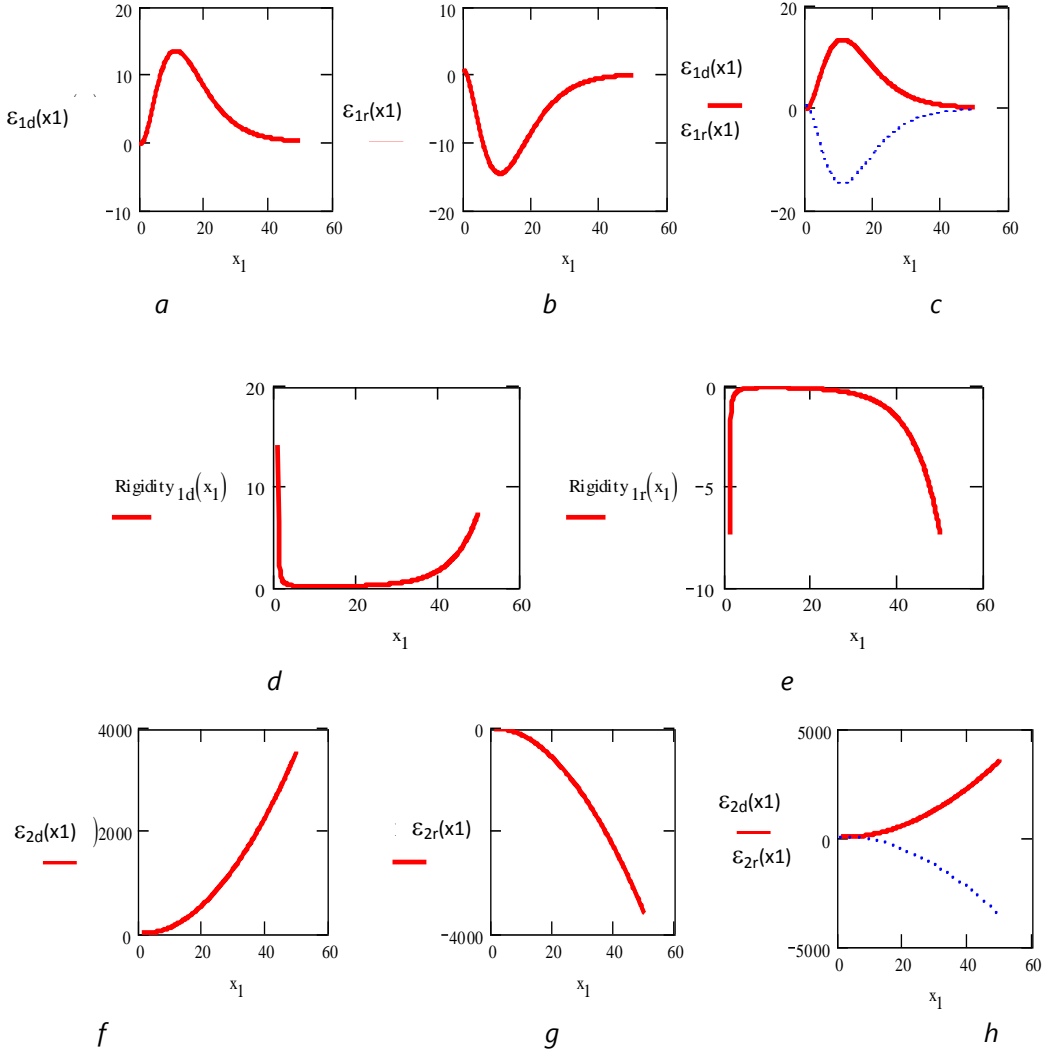 20
10
0
−10
0 20 40 60
x1
ε1d(x1)
a
10
0
−10
−20
0 20 40 60
x1
ε1r(x1)
b
20
0
−20
0 20 40 60
x1
ε1d(x1)
ε1r(x1)
c
20
10
0
0 20 40 60
x1
Rigidity 1d(x1)
d
0
−5
−10
0 20 40 60
x1
Rigidity 1r(x1)
e
4000
2000
0
0 20 40 60
x1
ε2d(x1) )
f
0
−4000
0 20 40 60
x1
ε2r(x1)
g
5000
0
−5000
0 20 40 60
x1
ε2d(x1)
ε2r(x1)
h